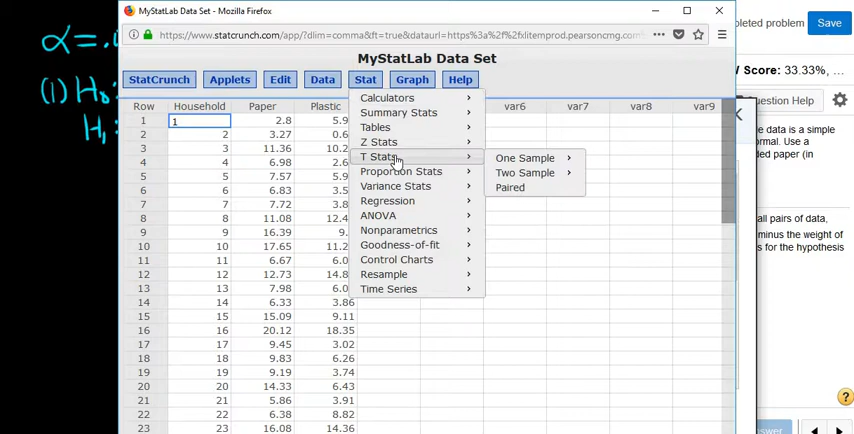 MyStatLab Data Set - Mozilla Firefox
https://www.statcrunch.com/app/?dlim=comma&ft=true&dataurl=https%3a%2f%2fxlitemprod.pearsoncmg.com
MyStatLab Data Set
StatCrunch Applets Edit Data Stat Graph Help
Row Household Paper Plastic var6 var7 var8 var9
1 1 2.8 5.9
2 2 3.27 0.6
3 3 11.36 10.2
4 4 6.98 2.6
5 5 7.57 5.9
6 6 6.83 3.5
7 7 7.72 3.8
8 8 11.08 12.4
9 9 16.39 9.
10 10 17.65 11.2
11 11 6.67 6.0
12 12 12.73 14.8
13 13 7.98 6.0
14 14 6.33 3.86
15 15 15.09 9.11
16 16 20.12 18.35
17 17 9.45 3.02
18 18 9.83 6.26
19 19 9.19 3.74
20 20 14.33 6.43
21 21 5.86 3.91
22 22 6.38 8.82
23 23 16.08 14.36
Calculators
Summary Stats
Tables
Z Stats
T Stats
Proportion Stats
Variance Stats
Regression
ANOVA
Nonparametrics
Goodness-of-fit
Control Charts
Resample
Time Series
One Sample
Two Sample
Paired
α=.
(1) H₀:
H₁:
pleted problem
Save
Score: 33.33%, ...
uestion Help
e data is a simple
ormal. Use a
ded paper (in
all pairs of data,
minus the weight of
s for the hypothesis
?